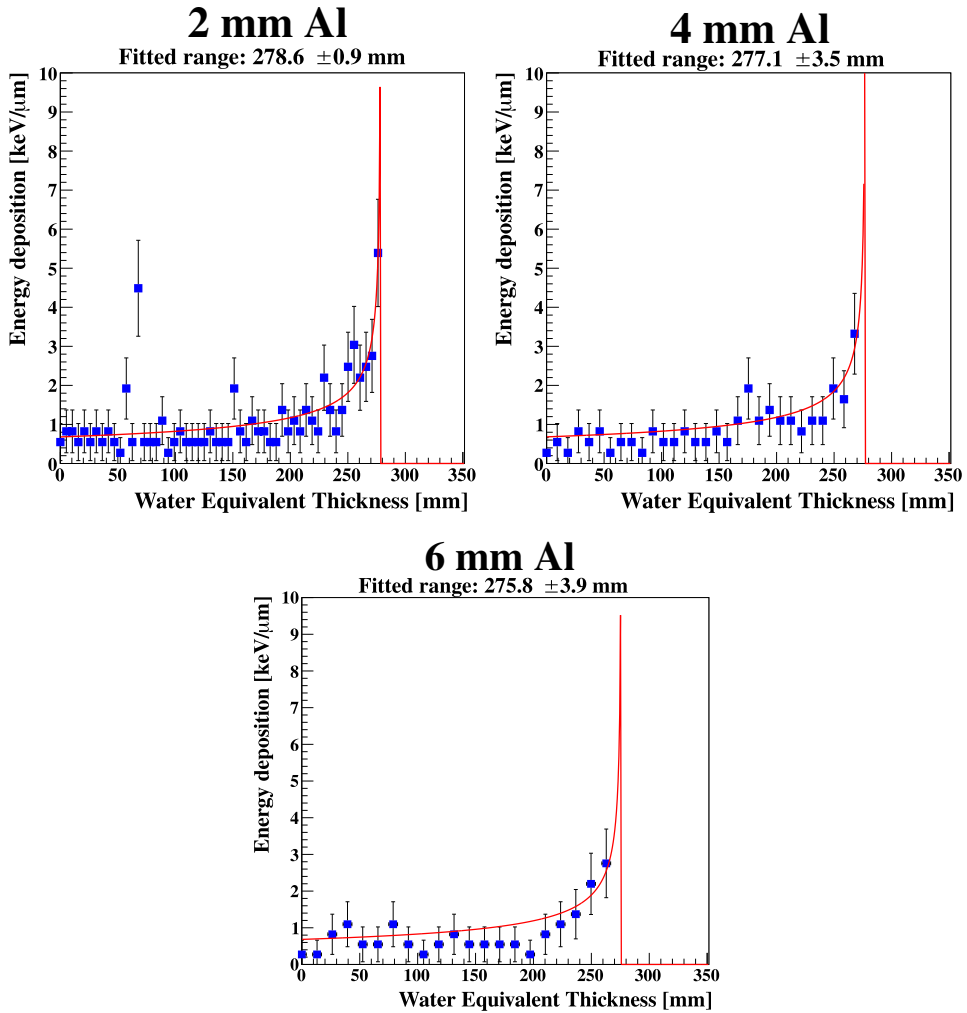 2 mm Al
Fitted range: 278.6 ±0.9 mm
Energy deposition [keV/μm]
10
9
8
7
6
5
4
3
2
1
0
0 50 100 150 200 250 300 350
Water Equivalent Thickness [mm]
4 mm Al
Fitted range: 277.1 ±3.5 mm
Energy deposition [keV/μm]
10
9
8
7
6
5
4
3
2
1
0
0 50 100 150 200 250 300 350
Water Equivalent Thickness [mm]
6 mm Al
Fitted range: 275.8 ±3.9 mm
Energy deposition [keV/μm]
10
9
8
7
6
5
4
3
2
1
0
0 50 100 150 200 250 300 350
Water Equivalent Thickness [mm]